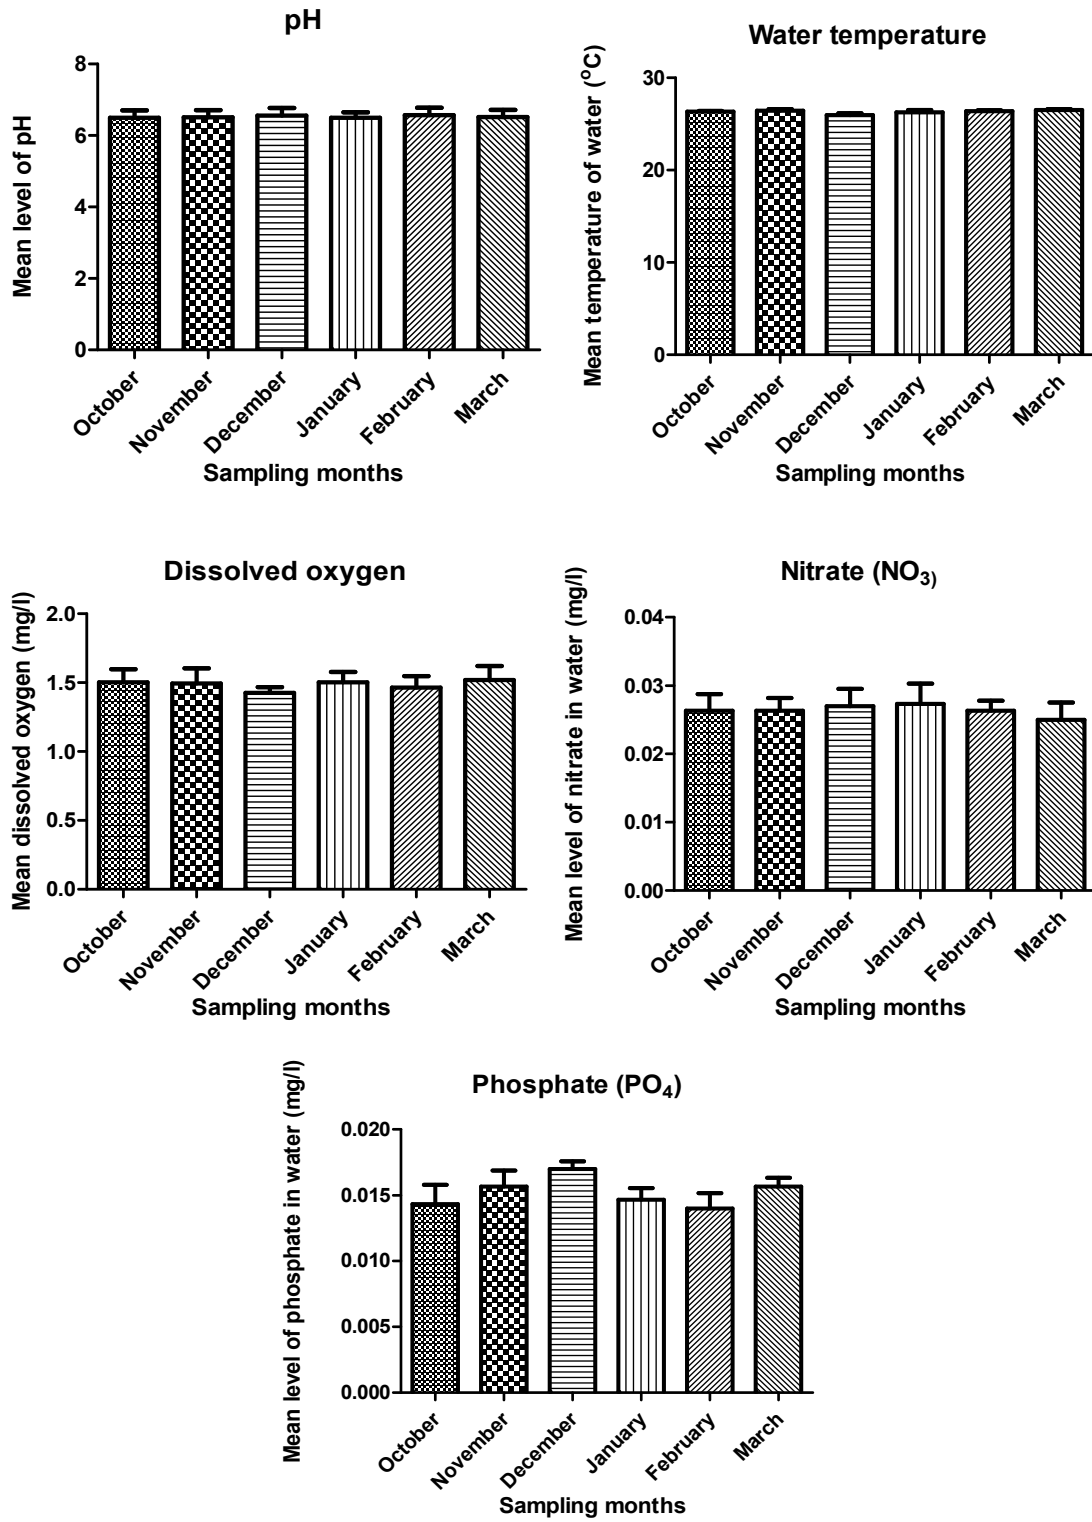 pH
Mean level of pH
8
6
4
2
0
October
November
December
January
February
March
Sampling months
Water temperature
Mean temperature of water (°C)
30
20
10
0
October
November
December
January
February
March
Sampling months
Dissolved oxygen
Mean dissolved oxygen (mg/l)
2.0
1.5
1.0
0.5
0.0
October
November
December
January
February
March
Sampling months
Nitrate (NO₃)
Mean level of nitrate in water (mg/l)
0.04
0.03
0.02
0.01
0.00
October
November
December
January
February
March
Sampling months
Phosphate (PO₄)
Mean level of phosphate in water (mg/l)
0.020
0.015
0.010
0.005
0.000
October
November
December
January
February
March
Sampling months